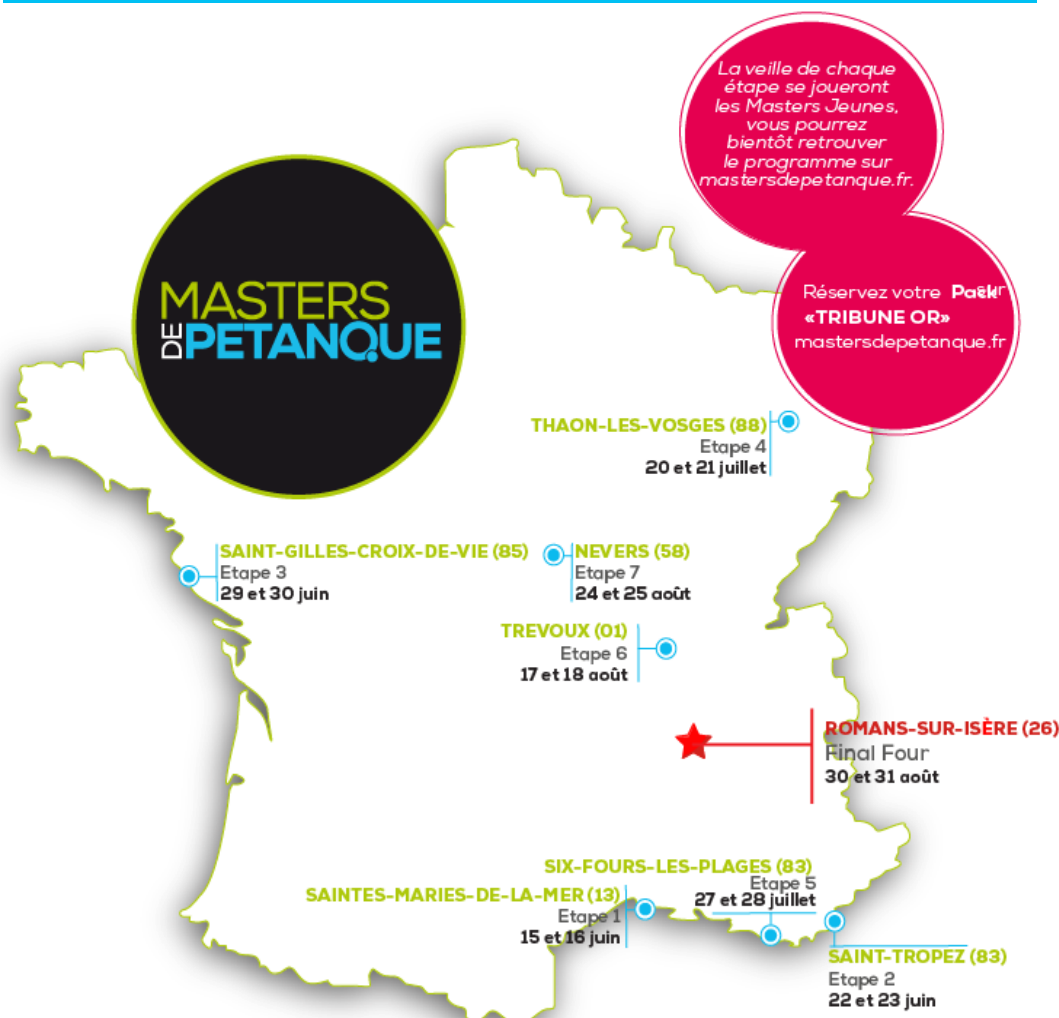 La veille de chaque
étape se joueront
les Masters Jeunes,
vous pourrez
bientôt retrouver
le programme sur
mastersdepetanque.fr.
MASTERS
DE PETANQUE
Réservez votre Pack sur
«TRIBUNE OR»
mastersdepetanque.fr
THAON-LES-VOSGES (88)
Etape 4
20 et 21 juillet
SAINT-GILLES-CROIX-DE-VIE (85)
Etape 3
29 et 30 juin
NEVERS (58)
Etape 7
24 et 25 août
TREVOUX (01)
Etape 6
17 et 18 août
ROMANS-SUR-ISÈRE (26)
Final Four
30 et 31 août
SIX-FOURS-LES-PLAGES (83)
Etape 5
27 et 28 juillet
SAINTES-MARIES-DE-LA-MER (13)
Etape 1
15 et 16 juin
SAINT-TROPEZ (83)
Etape 2
22 et 23 juin